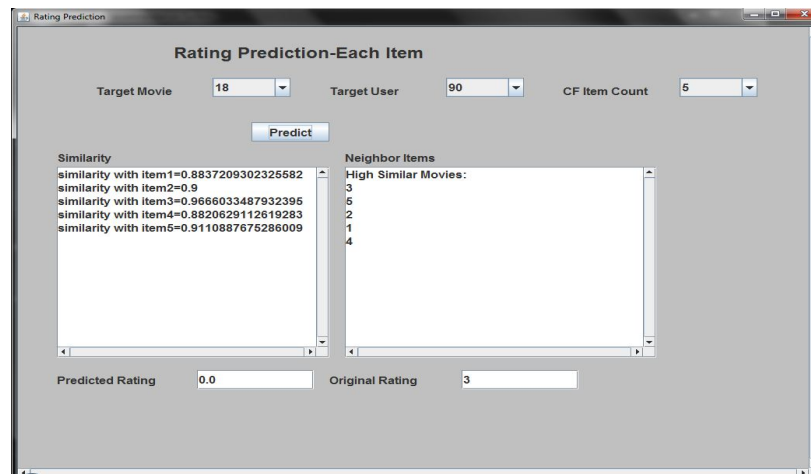 Rating Prediction
Rating Prediction-Each Item
Target Movie 18 Target User 90 CF Item Count 5
Predict
Similarity
similarity with item1=0.8837209302325582
similarity with item2=0.9
similarity with item3=0.9666033487932395
similarity with item4=0.8820629112619283
similarity with item5=0.9110887675286009
Neighbor Items
High Similar Movies:
3
5
2
1
4
Predicted Rating 0.0 Original Rating 3